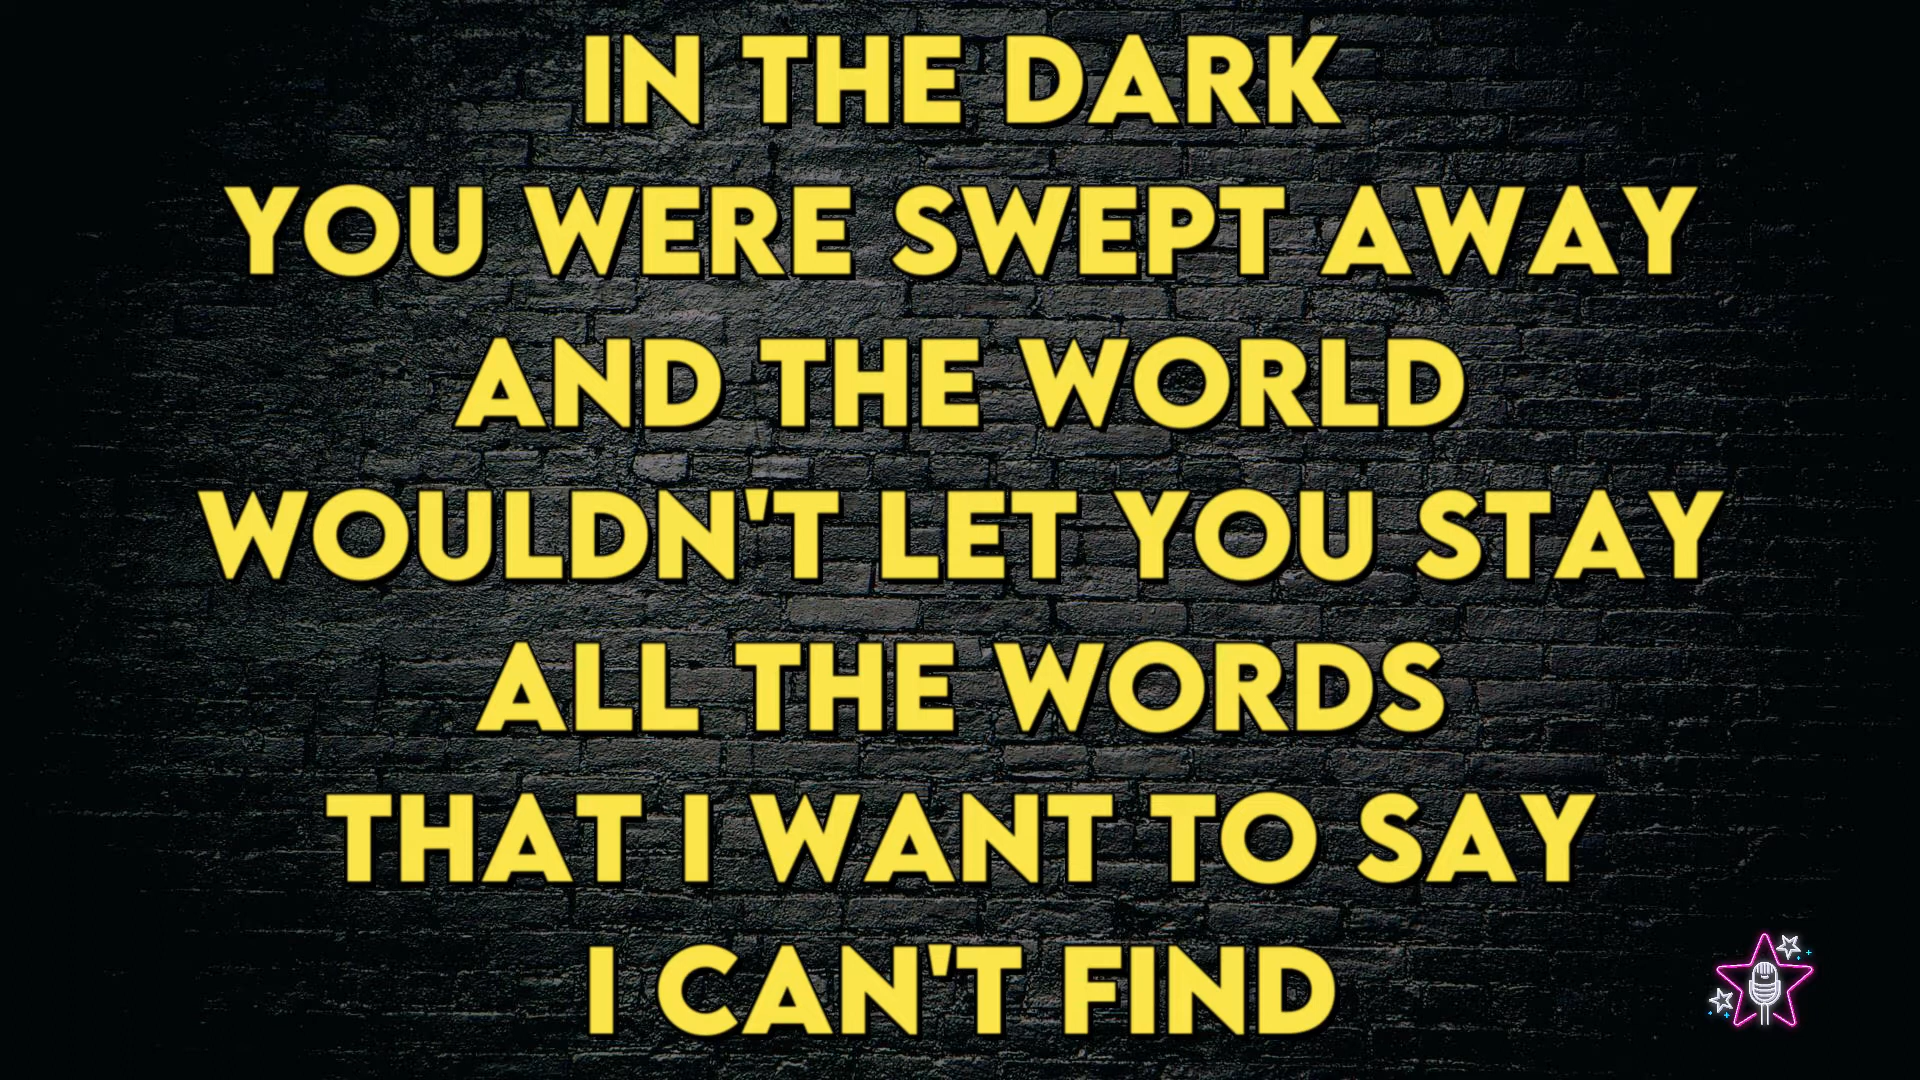 IN THE DARK
YOU WERE SWEPT AWAY
AND THE WORLD
WOULDN'T LET YOU STAY
ALL THE WORDS
THAT I WANT TO SAY
I CAN'T FIND